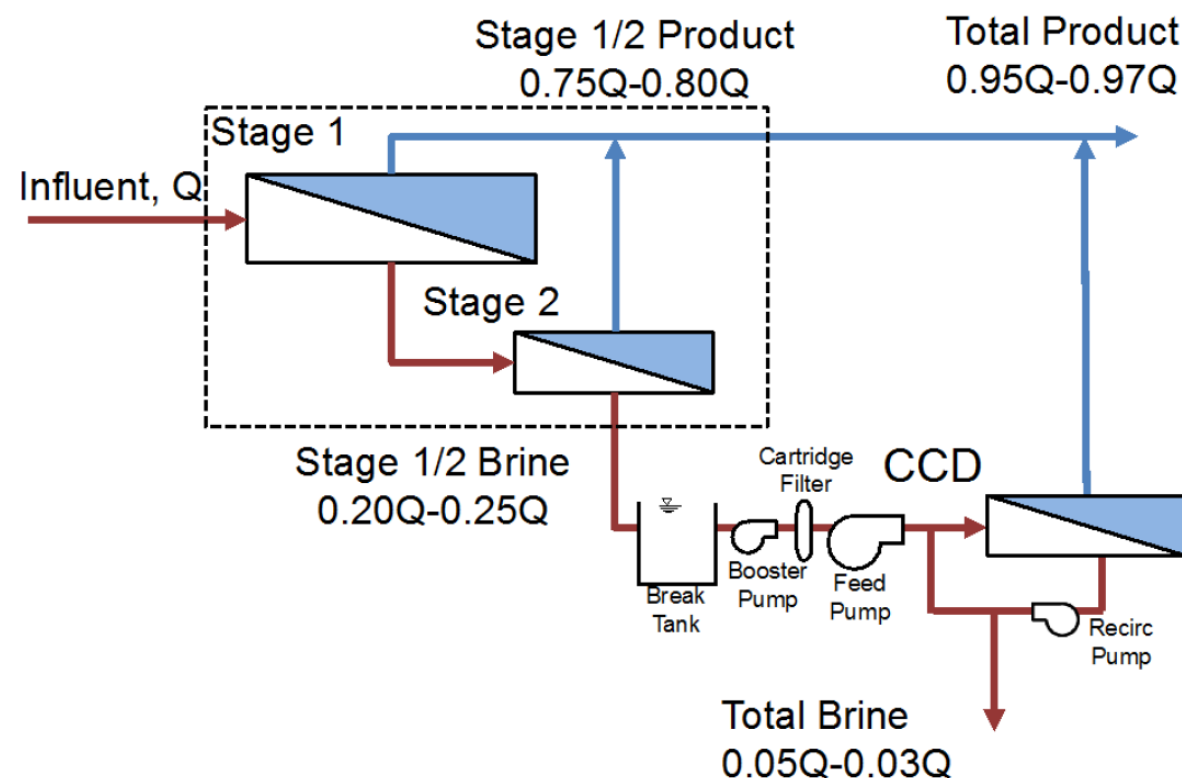 Stage 1/2 Product
0.75Q-0.80Q
Total Product
0.95Q-0.97Q
Stage 1
Influent, Q
Stage 2
Stage 1/2 Brine
0.20Q-0.25Q
Cartridge
Filter
CCD
Break
Tank
Booster
Pump
Feed
Pump
Recirc
Pump
Total Brine
0.05Q-0.03Q